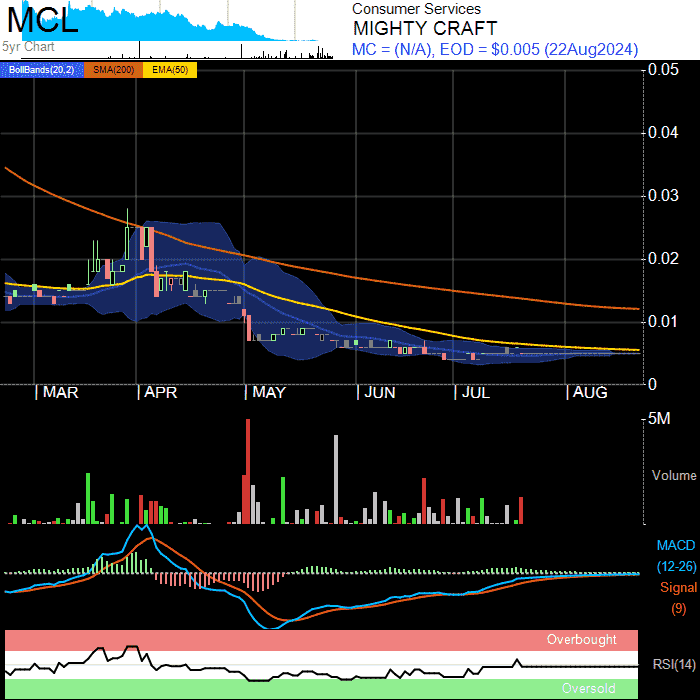 MCL
5yr Chart
Consumer Services
MIGHTY CRAFT
MC = (N/A), EOD = $0.005 (22Aug2024)
BollBands(20,2) SMA(200) EMA(50)
0.05
0.04
0.03
0.02
0.01
0
| MAR | APR | MAY | JUN | JUL | AUG
5M
Volume
MACD
(12-26)
Signal
(9)
Overbought
RSI(14)
Oversold